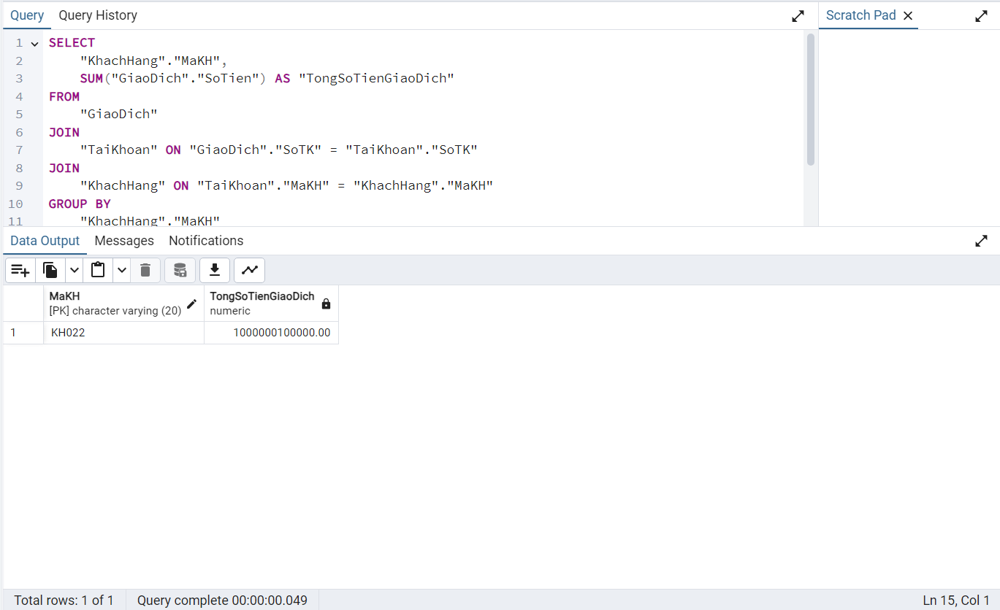 Query Query History
Scratch Pad
1 SELECT
2 "KhachHang"."MaKH",
3 SUM("GiaoDich"."SoTien") AS "TongSoTienGiaoDich"
4 FROM
5 "GiaoDich"
6 JOIN
7 "TaiKhoan" ON "GiaoDich"."SoTK" = "TaiKhoan"."SoTK"
8 JOIN
9 "KhachHang" ON "TaiKhoan"."MaKH" = "KhachHang"."MaKH"
10 GROUP BY
11 "KhachHang"."MaKH"
Data Output Messages Notifications
MaKH TongSoTienGiaoDich
[PK] character varying (20) numeric
1 KH022 1000000100000.00
Total rows: 1 of 1 Query complete 00:00:00.049 Ln 15, Col 1